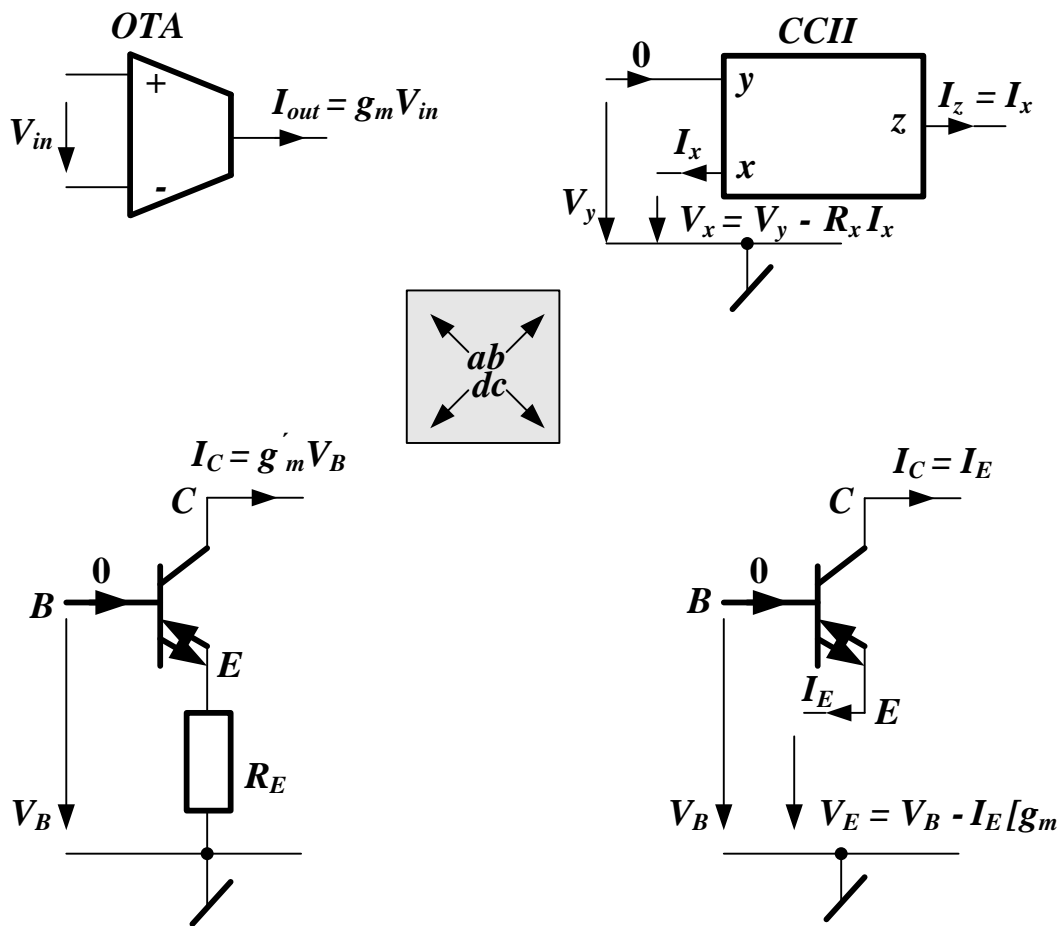 OTA
+
-
V_in
I_out = g_m V_in
CCII
0
y
I_z = I_x
z
I_x
x
V_y
V_x = V_y - R_x I_x
ab
dc
I_C = g´_m V_B
C
0
B
E
R_E
V_B
I_C = I_E
C
0
B
I_E
E
V_B
V_E = V_B - I_E [g_m